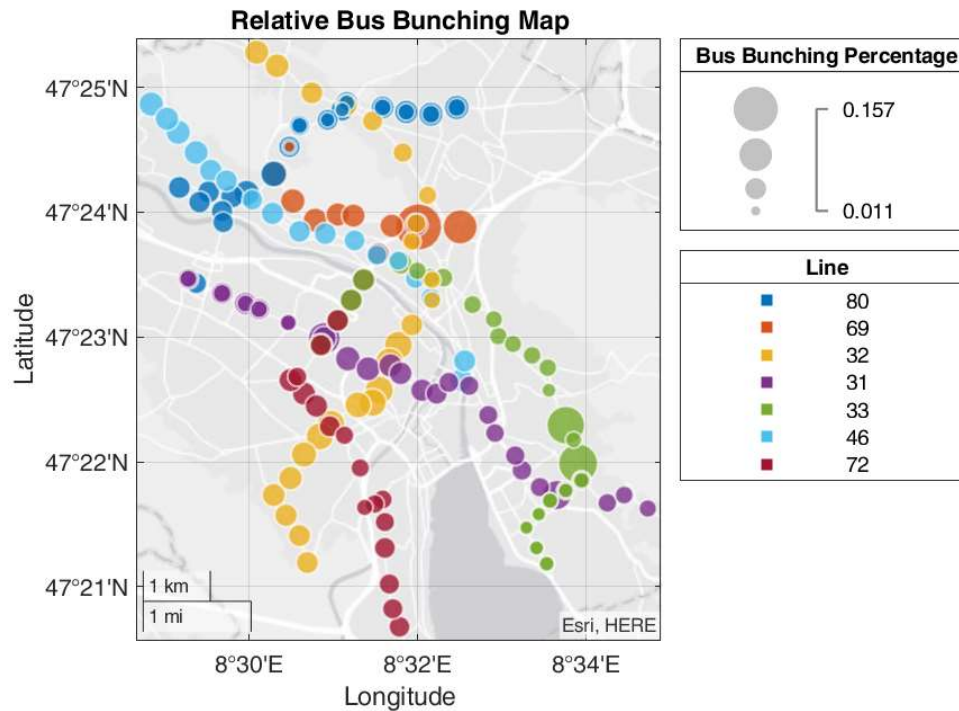 Relative Bus Bunching Map
47°25'N
47°24'N
47°23'N
47°22'N
47°21'N
Latitude
1 km
1 mi
Esri, HERE
8°30'E
8°32'E
8°34'E
Longitude
Bus Bunching Percentage
0.157
0.011
Line
80
69
32
31
33
46
72